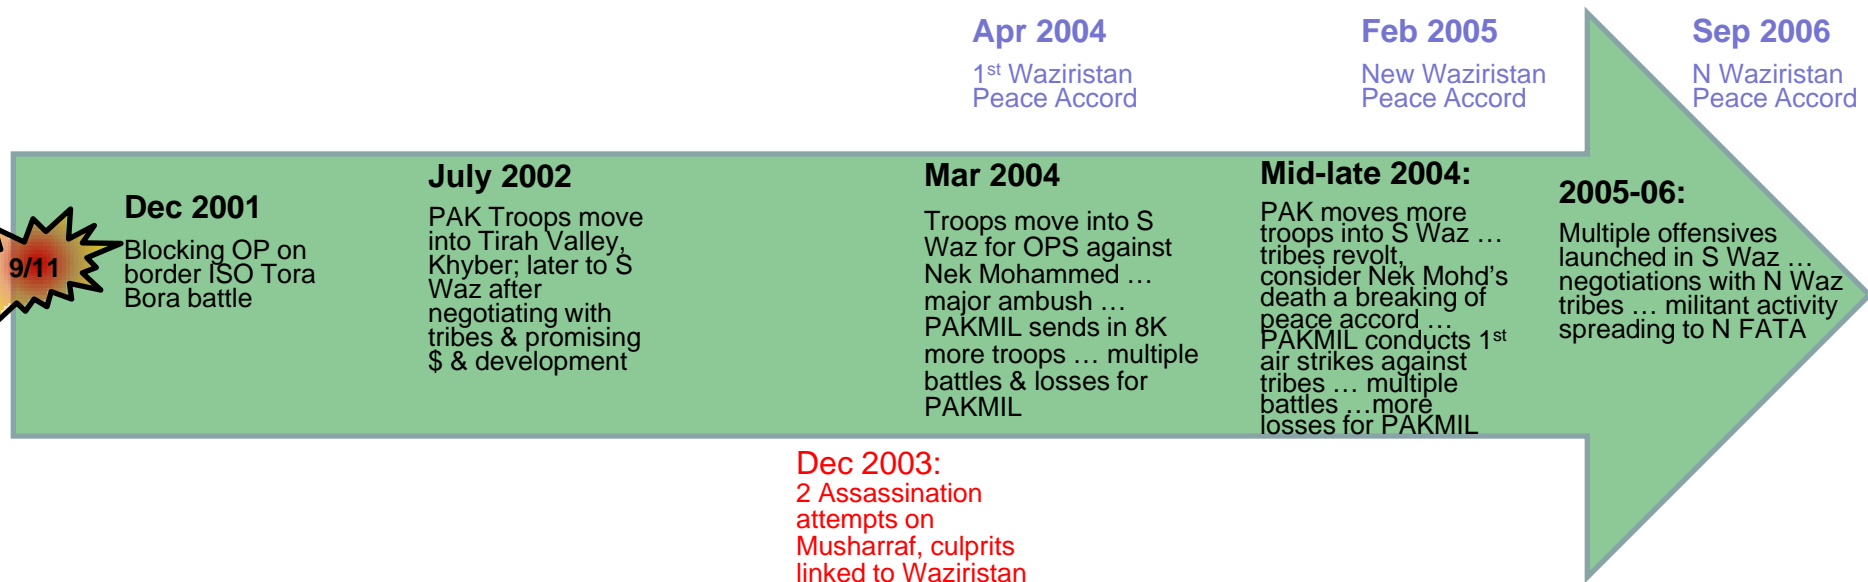 Apr 2004
1st Waziristan
Peace Accord
Feb 2005
New Waziristan
Peace Accord
Sep 2006
N Waziristan
Peace Accord
9/11
Dec 2001
Blocking OP on
border ISO Tora
Bora battle
July 2002
PAK Troops move
into Tirah Valley,
Khyber; later to S
Waz after
negotiating with
tribes & promising
$ & development
Mar 2004
Troops move into S
Waz for OPS against
Nek Mohammed …
major ambush …
PAKMIL sends in 8K
more troops … multiple
battles & losses for
PAKMIL
Mid-late 2004:
PAK moves more
troops into S Waz …
tribes revolt,
consider Nek Mohd’s
death a breaking of
peace accord …
PAKMIL conducts 1st
air strikes against
tribes … multiple
battles …more
losses for PAKMIL
2005-06:
Multiple offensives
launched in S Waz …
negotiations with N Waz
tribes … militant activity
spreading to N FATA
Dec 2003:
2 Assassination
attempts on
Musharraf, culprits
linked to Waziristan